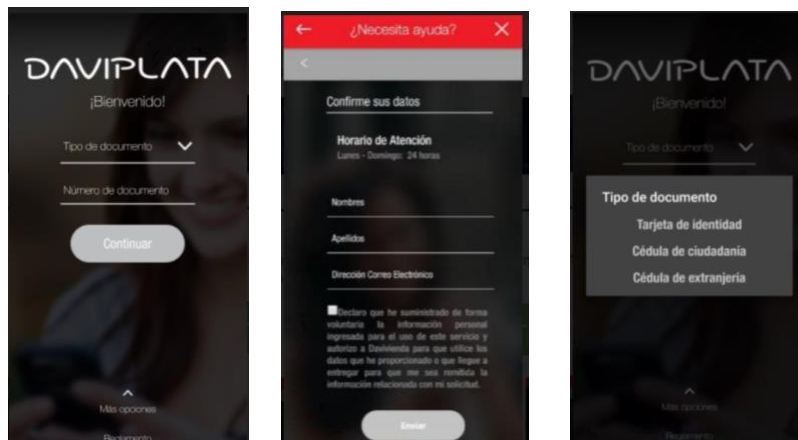 DAVIPLATA
¡Bienvenido!
Tipo de documento
Número de documento
Continuar
Más opciones
Reglamento
¿Necesita ayuda?
Confirme sus datos
Horario de Atención
Lunes - Domingo: 24 horas
Nombres
Apellidos
Dirección Correo Electrónico
Declaro que he suministrado de forma
voluntaria la información personal
ingresada para el uso de este servicio y
autorizo a Davivienda para que utilice los
datos que he proporcionado o que llegue a
entregar para que me sea remitida la
información relacionada con mi solicitud.
Enviar
DAVIPLATA
¡Bienvenido!
Tipo de documento
Tipo de documento
Tarjeta de identidad
Cédula de ciudadanía
Cédula de extranjería
Más opciones
Reglamento